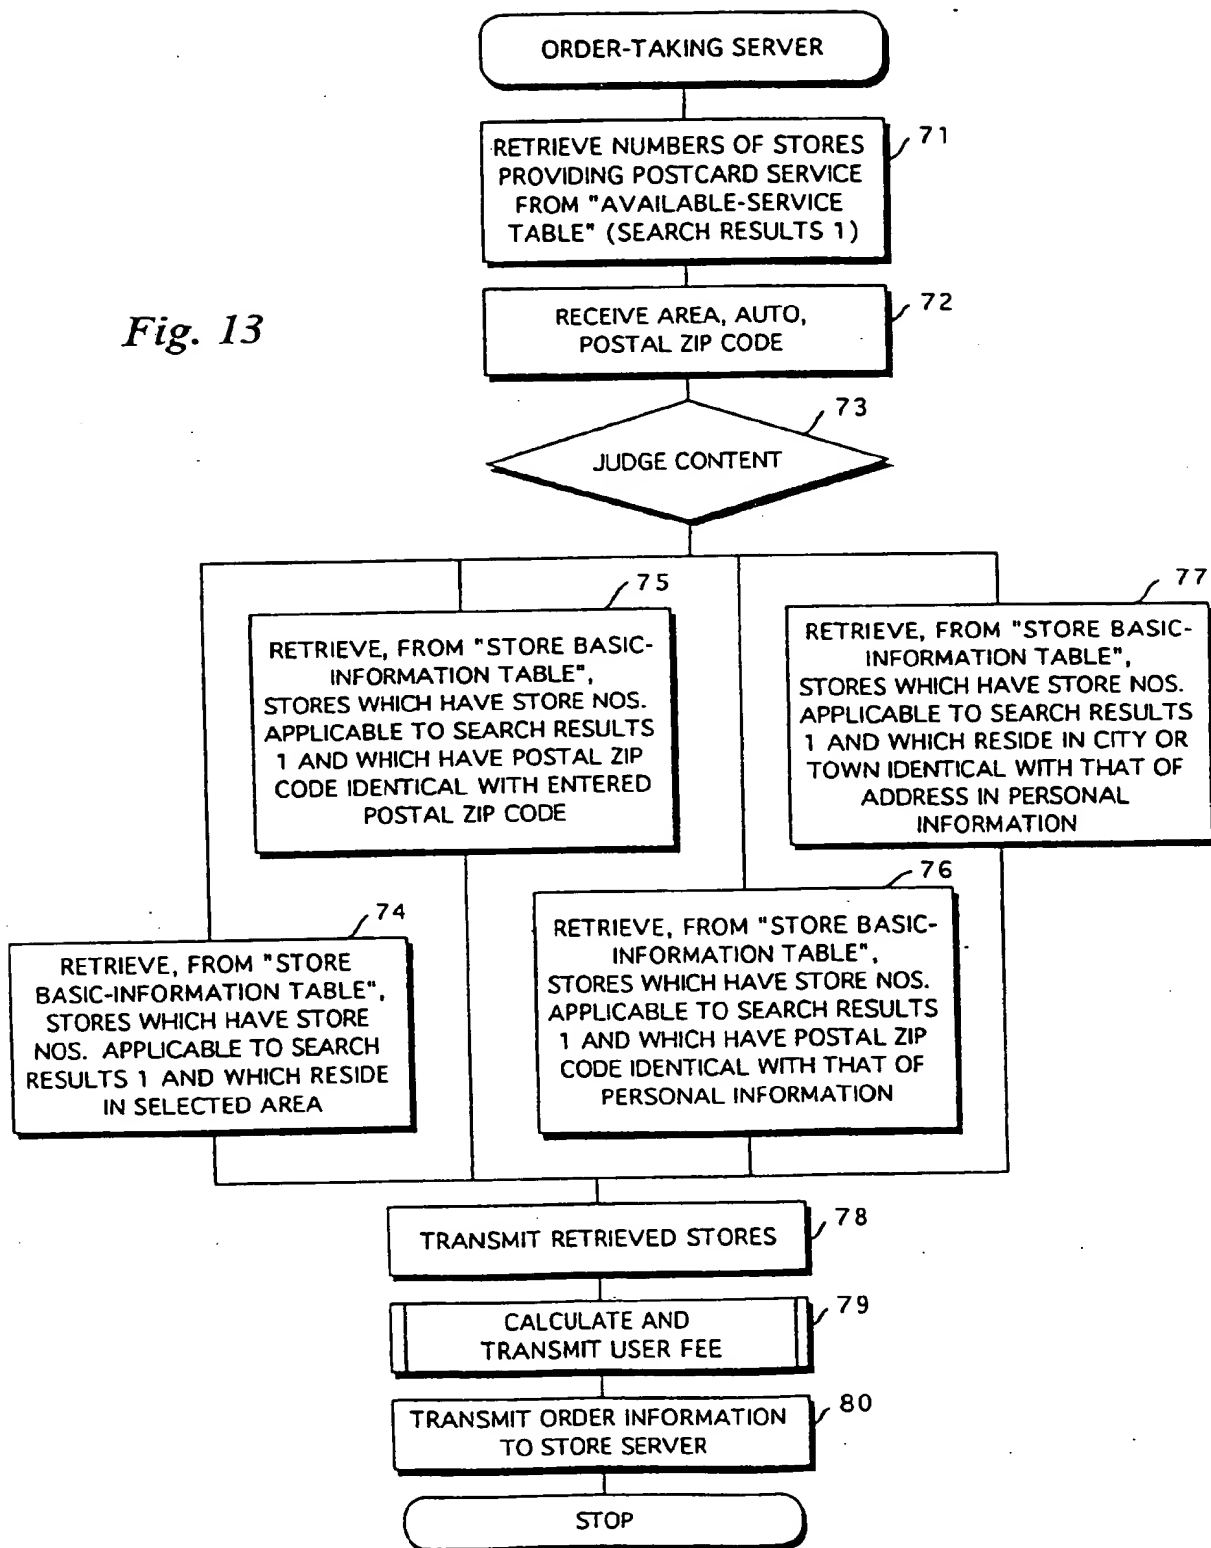 ORDER-TAKING SERVER
71
RETRIEVE NUMBERS OF STORES
PROVIDING POSTCARD SERVICE
FROM "AVAILABLE-SERVICE
TABLE" (SEARCH RESULTS 1)
72
RECEIVE AREA, AUTO,
POSTAL ZIP CODE
Fig. 13
73
JUDGE CONTENT
75
RETRIEVE, FROM "STORE BASIC-
INFORMATION TABLE",
STORES WHICH HAVE STORE NOS.
APPLICABLE TO SEARCH RESULTS
1 AND WHICH HAVE POSTAL ZIP
CODE IDENTICAL WITH ENTERED
POSTAL ZIP CODE
77
RETRIEVE, FROM "STORE BASIC-
INFORMATION TABLE",
STORES WHICH HAVE STORE NOS.
APPLICABLE TO SEARCH RESULTS
1 AND WHICH RESIDE IN CITY OR
TOWN IDENTICAL WITH THAT OF
ADDRESS IN PERSONAL
INFORMATION
74
RETRIEVE, FROM "STORE
BASIC-INFORMATION TABLE",
STORES WHICH HAVE STORE
NOS. APPLICABLE TO SEARCH
RESULTS 1 AND WHICH RESIDE
IN SELECTED AREA
76
RETRIEVE, FROM "STORE BASIC-
INFORMATION TABLE",
STORES WHICH HAVE STORE NOS.
APPLICABLE TO SEARCH RESULTS
1 AND WHICH HAVE POSTAL ZIP
CODE IDENTICAL WITH THAT OF
PERSONAL INFORMATION
78
TRANSMIT RETRIEVED STORES
79
CALCULATE AND
TRANSMIT USER FEE
80
TRANSMIT ORDER INFORMATION
TO STORE SERVER
STOP